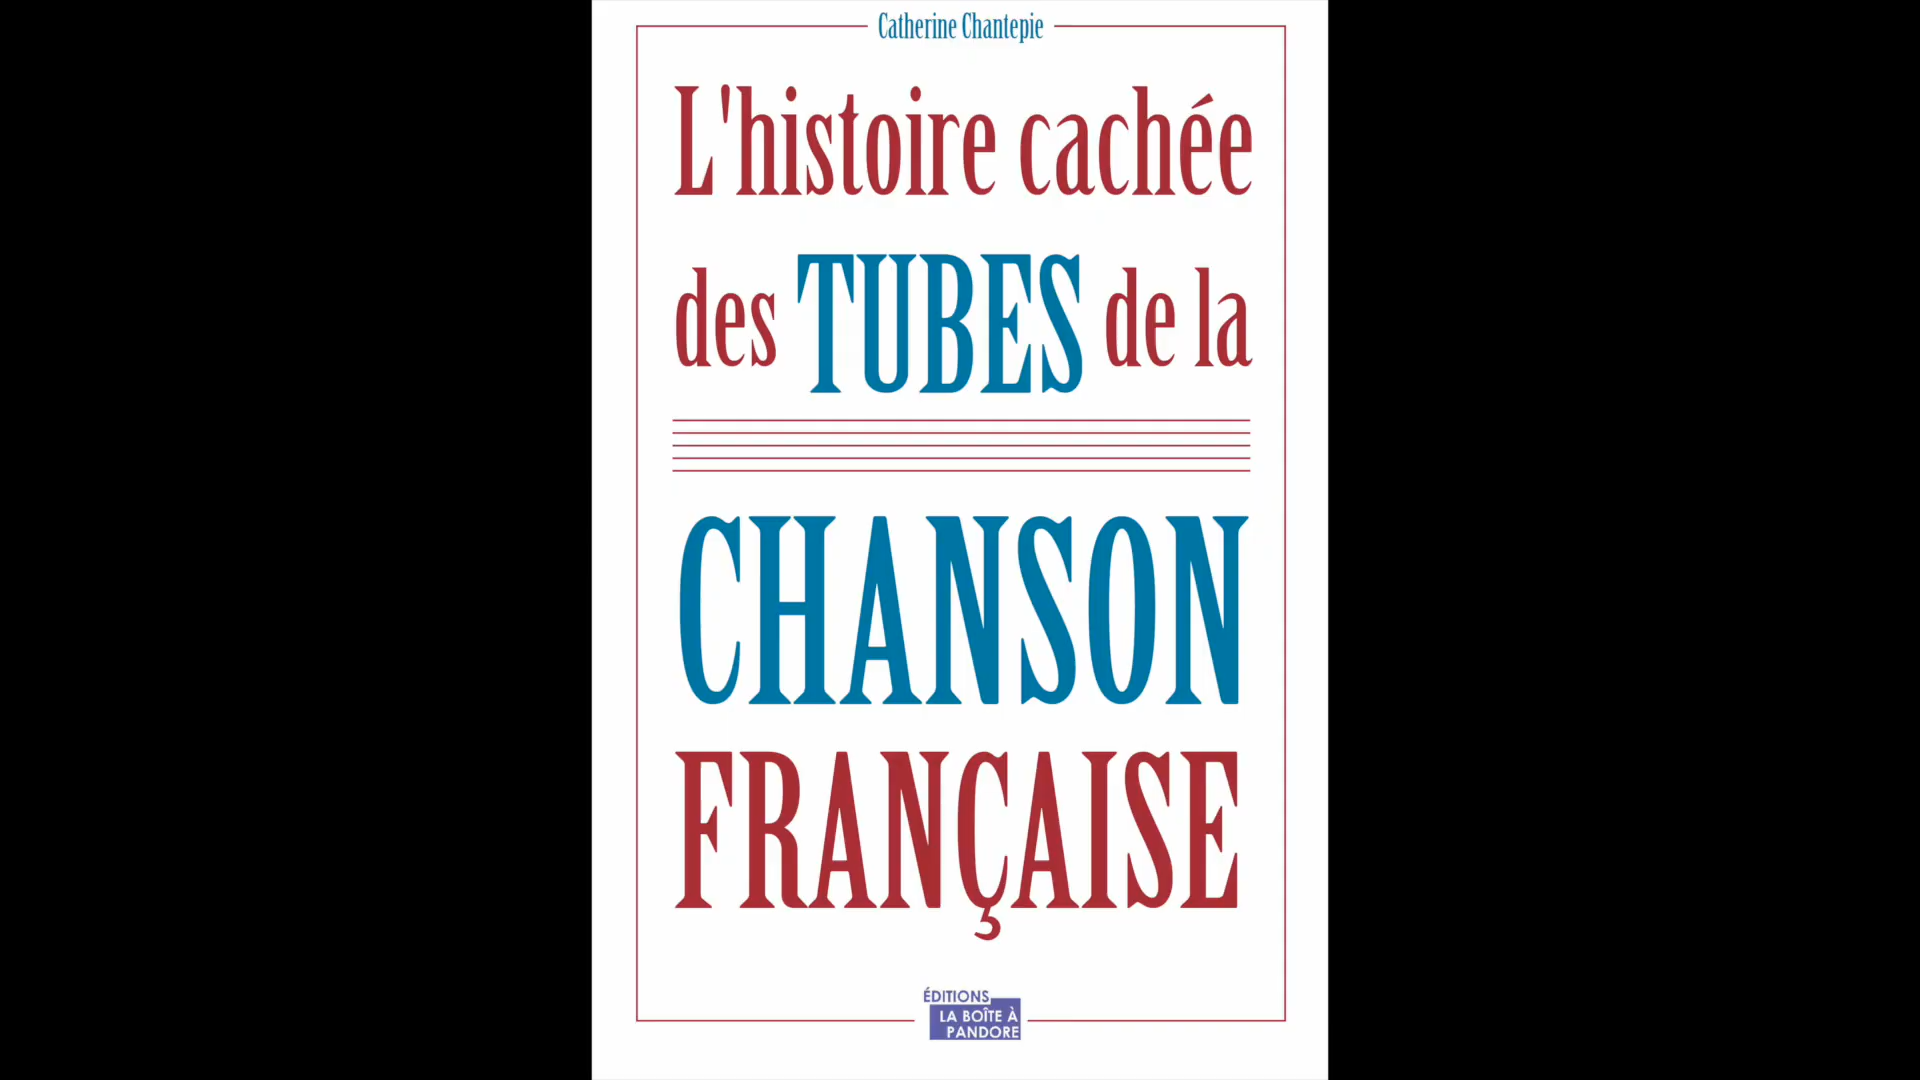 Catherine Chantepie
L'histoire cachée
des TUBES de la
CHANSON
FRANÇAISE
ÉDITIONS
LA BOÎTE À
PANDORE